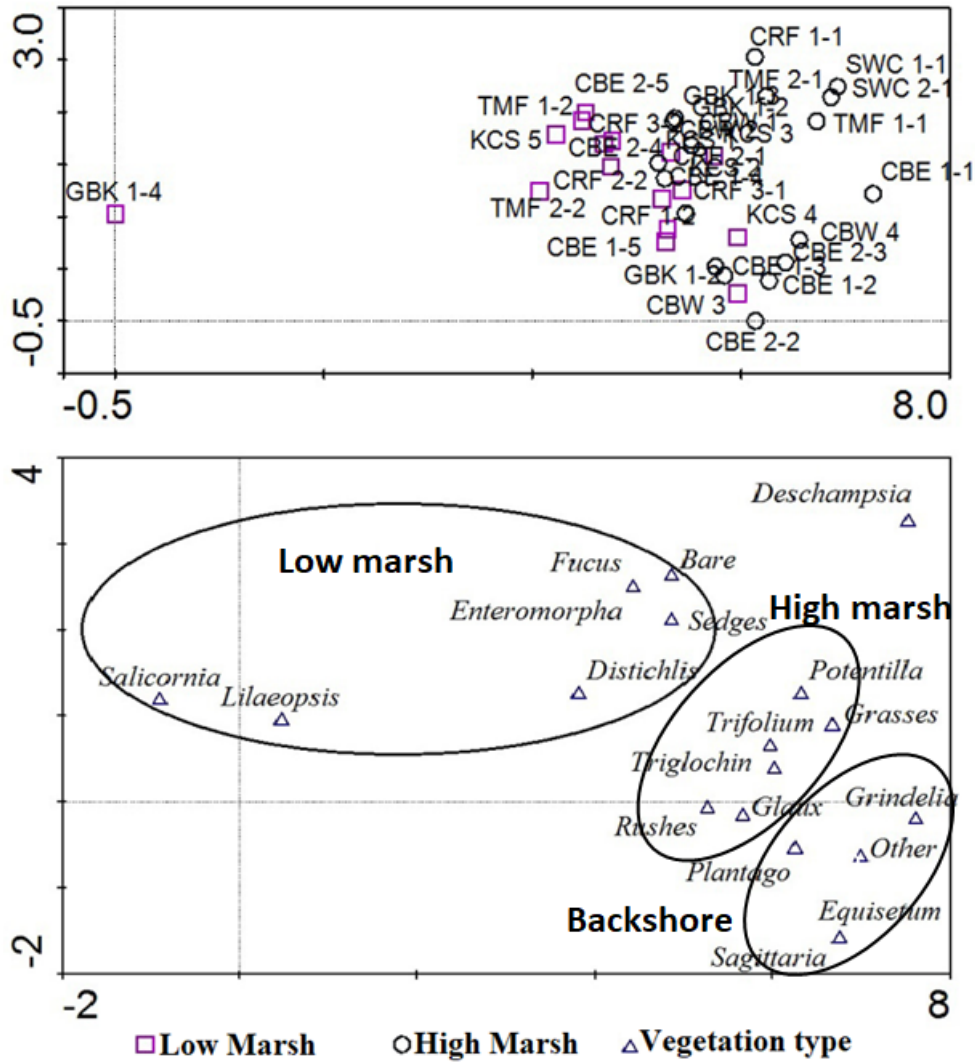 3.0
CRF 1-1
SWC 1-1
CBE 2-5
TMF 2-1
SWC 2-1
TMF 1-2
CRF 3-
KCS 3
TMF 1-1
KCS 5
CBE 2-4
CBE 1-1
GBK 1-4
CRF 2-2
CRF 3-1
TMF 2-2
CRF 1-2
KCS 4
CBW 4
CBE 1-5
CBE 2-3
GBK 1-2
CBE 1-3
CBE 1-2
CBW 3
-0.5
CBE 2-2
-0.5
8.0
4
Deschampsia
Low marsh
Fucus
Bare
Enteromorpha
Sedges
High marsh
Salicornia
Lilaeopsis
Distichlis
Potentilla
Trifolium
Grasses
Triglochin
Rushes
Glaux
Grindelia
Plantago
Other
Backshore
Equisetum
Sagittaria
-2
-2
8
Low Marsh
High Marsh
Vegetation type